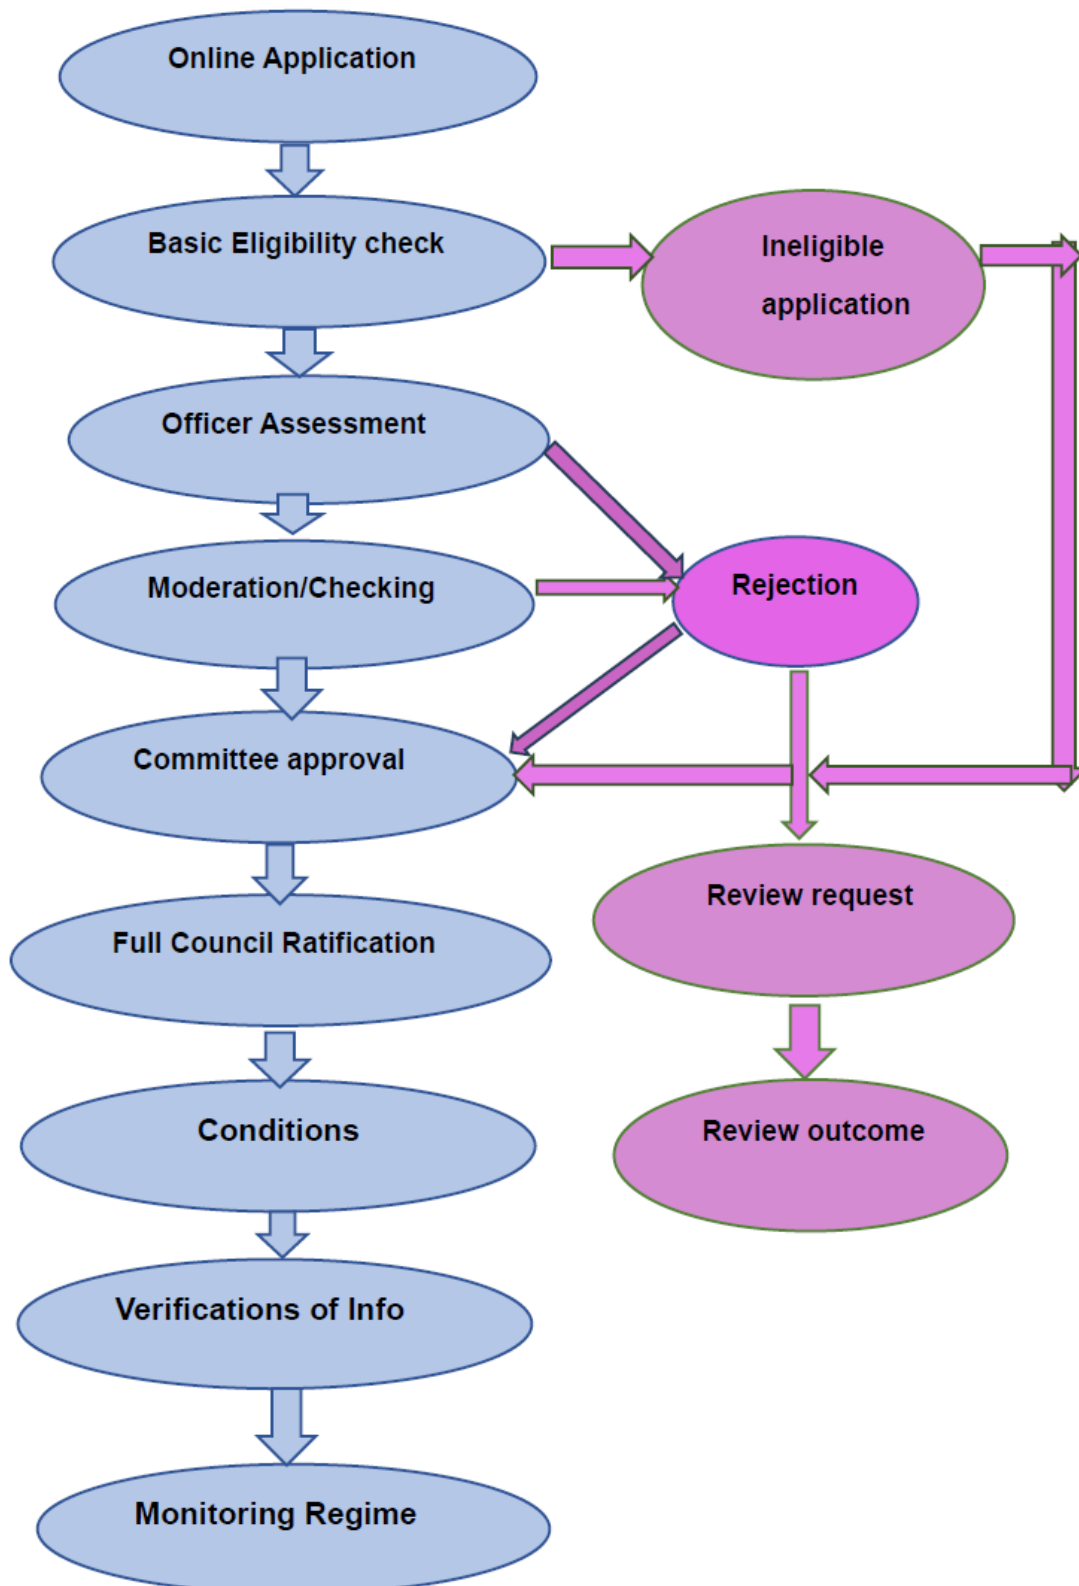 Online Application
Basic Eligibility check
Ineligible
application
Officer Assessment
Moderation/Checking
Rejection
Committee approval
Review request
Full Council Ratification
Conditions
Review outcome
Verifications of Info
Monitoring Regime